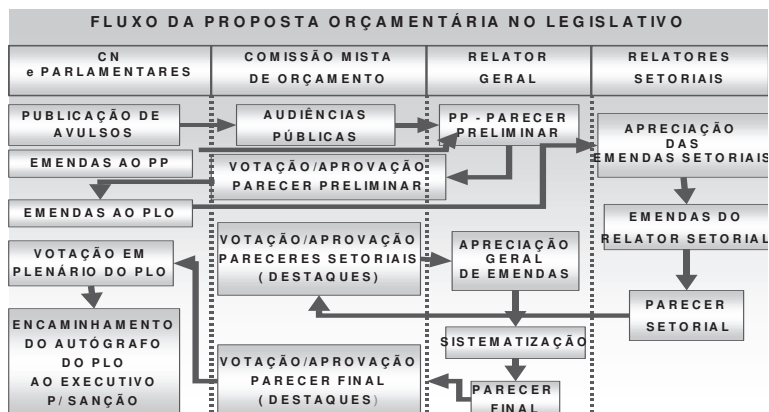 FLUXO DA PROPOSTA ORÇAMENTÁRIA NO LEGISLATIVO
CN
e PARLAMENTARES
COMISSÃO MISTA
DE ORÇAMENTO
RELATOR
GERAL
RELATORES
SETORIAIS
PUBLICAÇÃO DE
AVULSOS
AUDIÊNCIAS
PÚBLICAS
PP - PARECER
PRELIMINAR
APRECIAÇÃO
DAS
EMENDAS SETORIAIS
EMENDAS AO PP
VOTAÇÃO/APROVAÇÃO
PARECER PRELIMINAR
EMENDAS AO PLO
EMENDAS DO
RELATOR SETORIAL
VOTAÇÃO/APROVAÇÃO
PARECERES SETORIAIS
(DESTAQUES)
APRECIAÇÃO
GERAL
DE EMENDAS
VOTAÇÃO EM
PLENÁRIO DO PLO
PARECER
SETORIAL
ENCAMINHAMENTO
DO AUTÓGRAFO
DO PLO
AO EXECUTIVO
P/ SANÇÃO
SISTEMATIZAÇÃO
VOTAÇÃO/APROVAÇÃO
PARECER FINAL
(DESTAQUES)
PARECER
FINAL